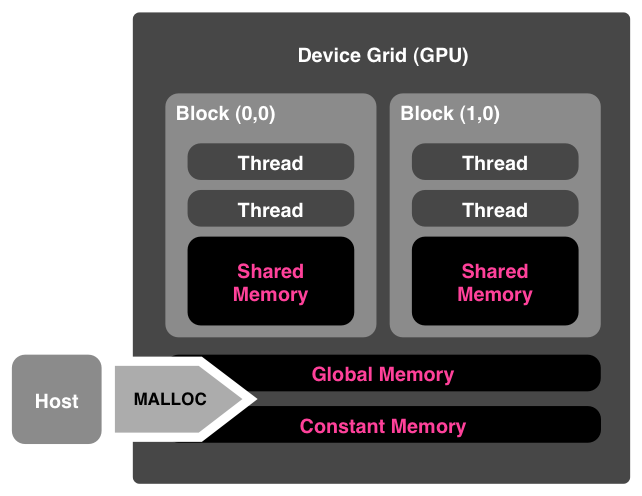 Device Grid (GPU)
Block (0,0)
Thread
Thread
Shared
Memory
Block (1,0)
Thread
Thread
Shared
Memory
Global Memory
Host
MALLOC
Constant Memory